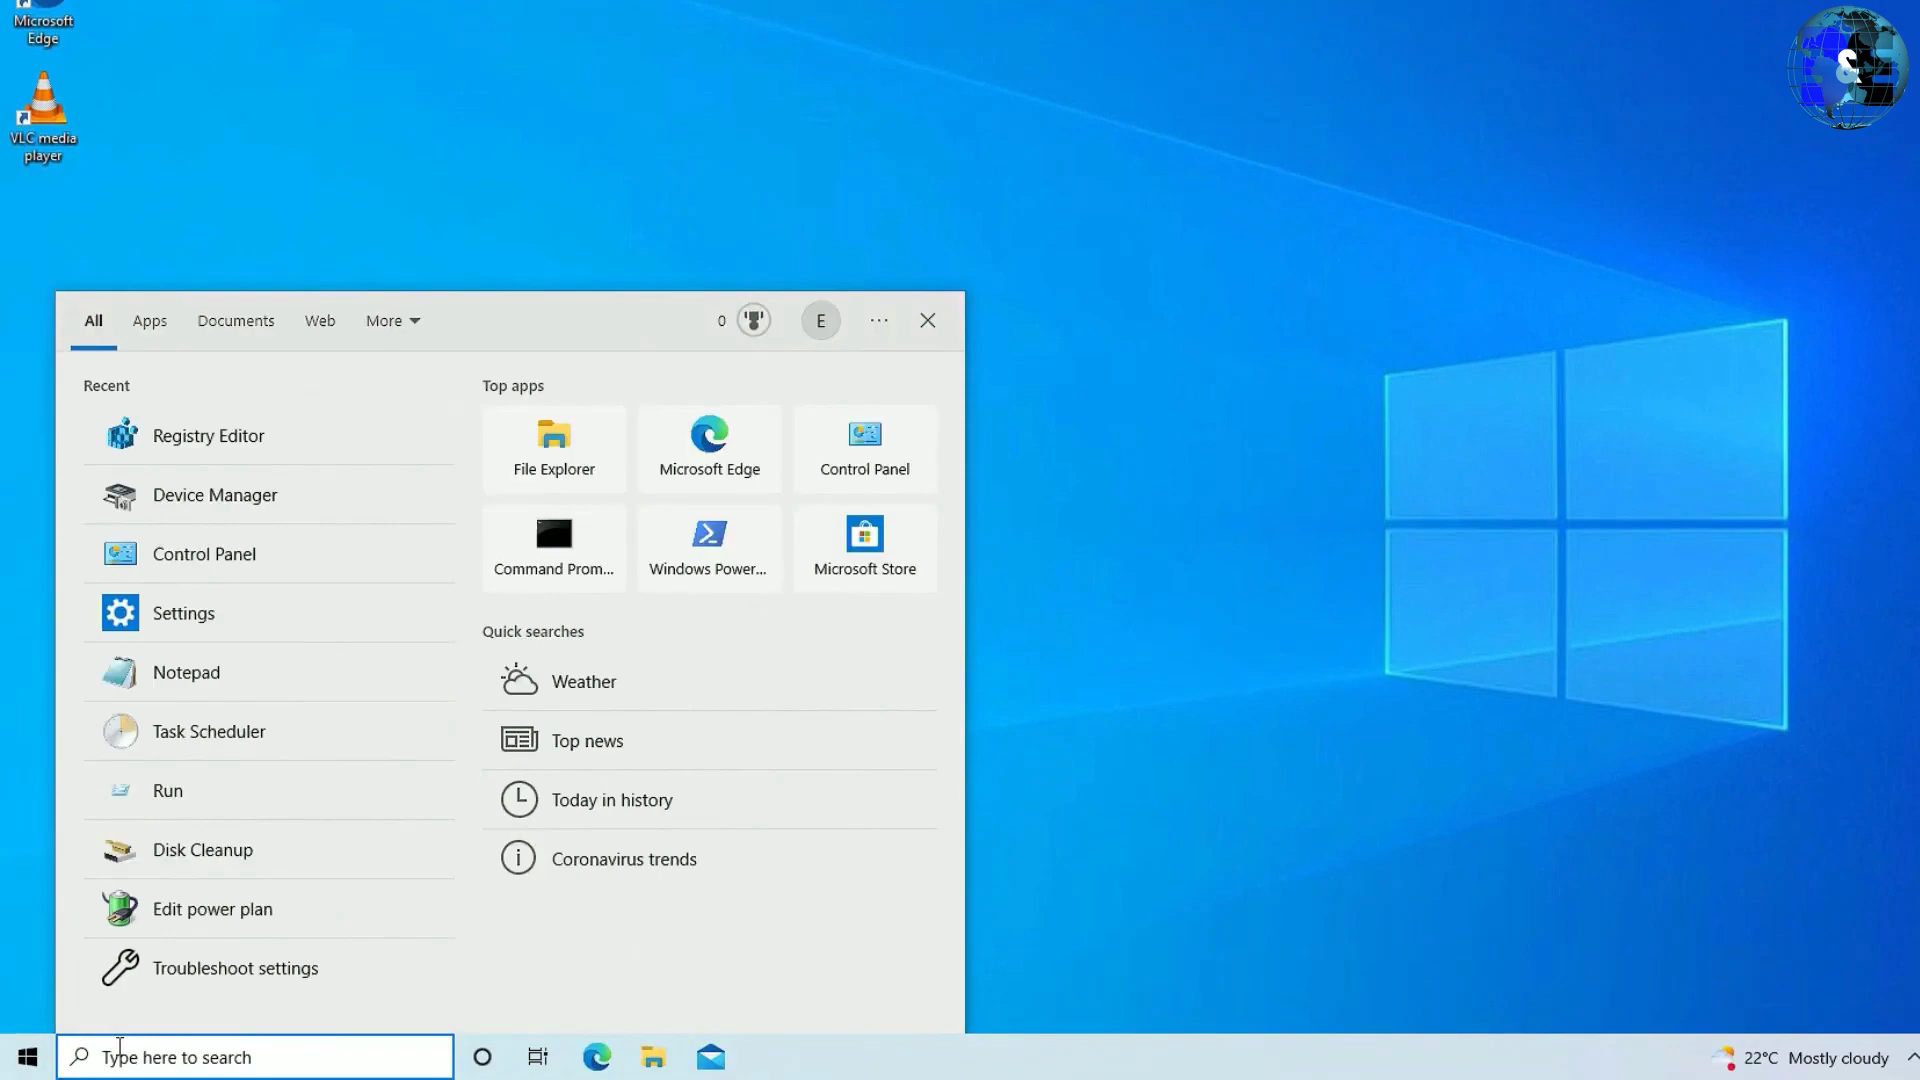 Microsoft
Edge
VLC media
player
All
Apps
Documents
Web
More
0
E
Recent
Registry Editor
Device Manager
Control Panel
Settings
Notepad
Task Scheduler
Run
Disk Cleanup
Edit power plan
Troubleshoot settings
Top apps
File Explorer
Microsoft Edge
Control Panel
Command Prom...
Windows Power...
Microsoft Store
Quick searches
Weather
Top news
Today in history
Coronavirus trends
Type here to search
22°C Mostly cloudy